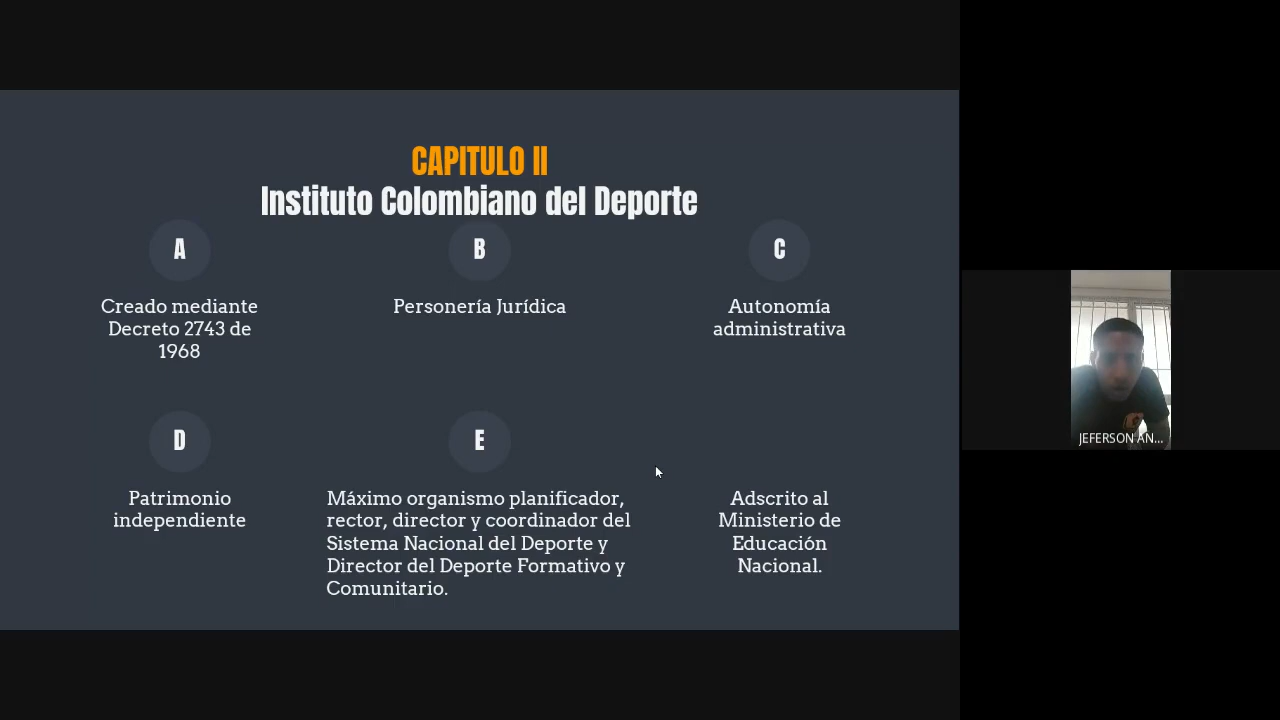 CAPITULO II
Instituto Colombiano del Deporte
A
Creado mediante
Decreto 2743 de
1968
B
Personería Jurídica
C
Autonomía
administrativa
D
Patrimonio
independiente
E
Máximo organismo planificador,
rector, director y coordinador del
Sistema Nacional del Deporte y
Director del Deporte Formativo y
Comunitario.
Adscrito al
Ministerio de
Educación
Nacional.
JEFERSON AN...